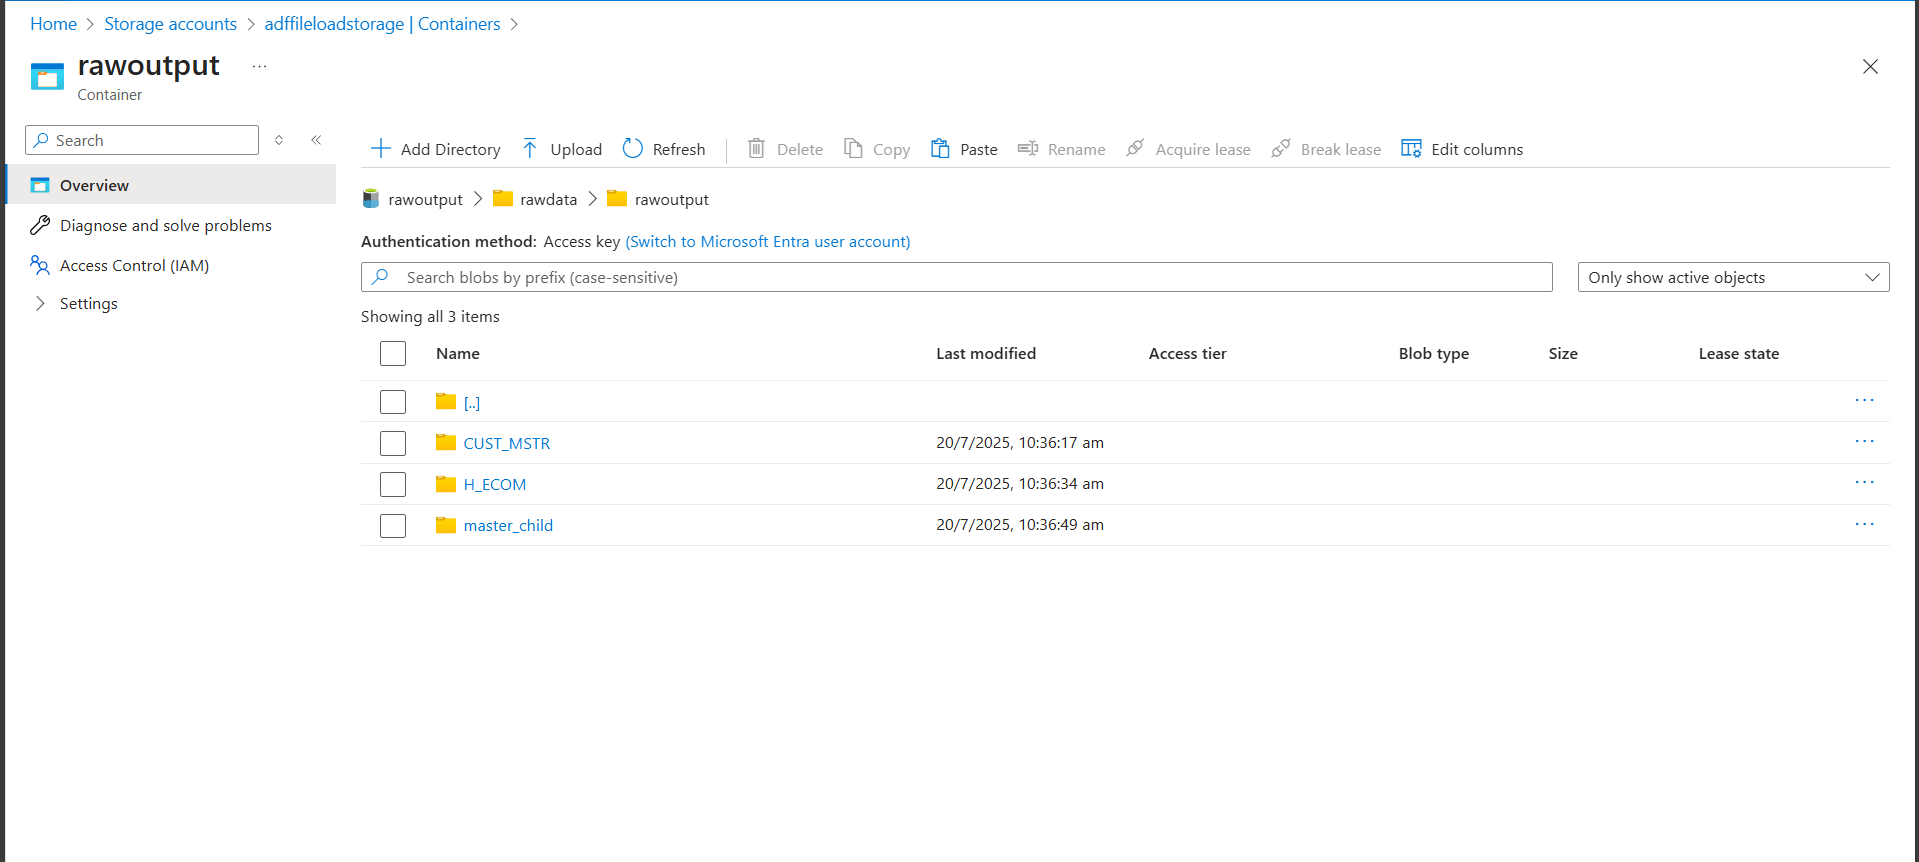 Home > Storage accounts > adffileloadstorage | Containers >
rawoutput ...
Container
Search
Overview
Diagnose and solve problems
Access Control (IAM)
Settings
Add Directory Upload Refresh Delete Copy Paste Rename Acquire lease Break lease Edit columns
rawoutput > rawdata > rawoutput
Authentication method: Access key (Switch to Microsoft Entra user account)
Search blobs by prefix (case-sensitive) Only show active objects
Showing all 3 items
Name Last modified Access tier Blob type Size Lease state
[..] ...
CUST_MSTR 20/7/2025, 10:36:17 am ...
H_ECOM 20/7/2025, 10:36:34 am ...
master_child 20/7/2025, 10:36:49 am ...